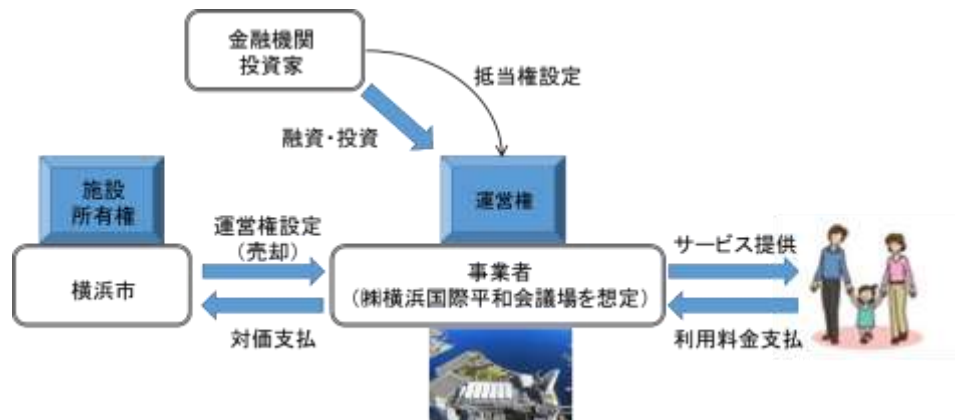 金融機関
投資家
抵当権設定
融資・投資
施設
所有権
運営権
運営権設定
(売却)
サービス提供
横浜市
事業者
(㈱横浜国際平和会議場を想定)
対価支払
利用料金支払